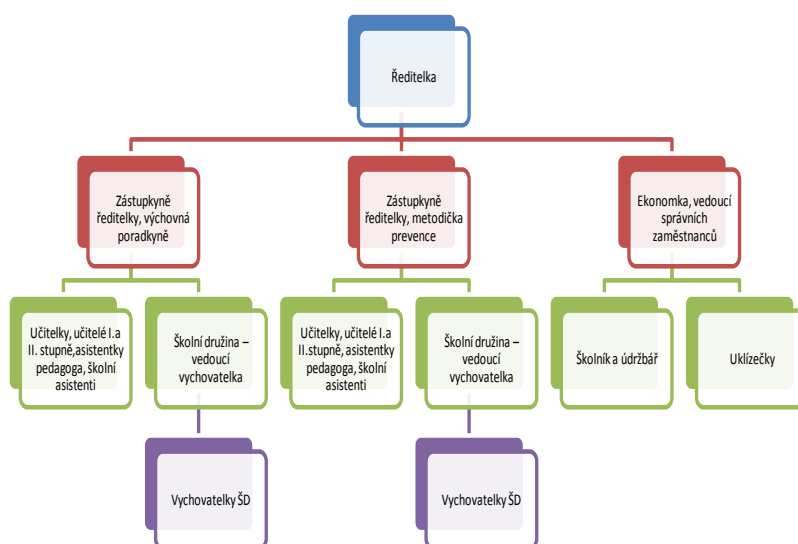 Ředitelka
Zástupkyně
ředitelky, výchovná
poradkyně
Zástupkyně
ředitelky, metodička
prevence
Ekonomka, vedoucí
správních
zaměstnanců
Učitelky, učitelé I.a
II. stupně,asistentky
pedagoga, školní
asistenti
Školní družina –
vedoucí
vychovatelka
Učitelky, učitelé I.a
II.stupně,asistentky
pedagoga, školní
asistenti
Školní družina –
vedoucí
vychovatelka
Školník a údržbář
Uklízečky
Vychovatelky ŠD
Vychovatelky ŠD